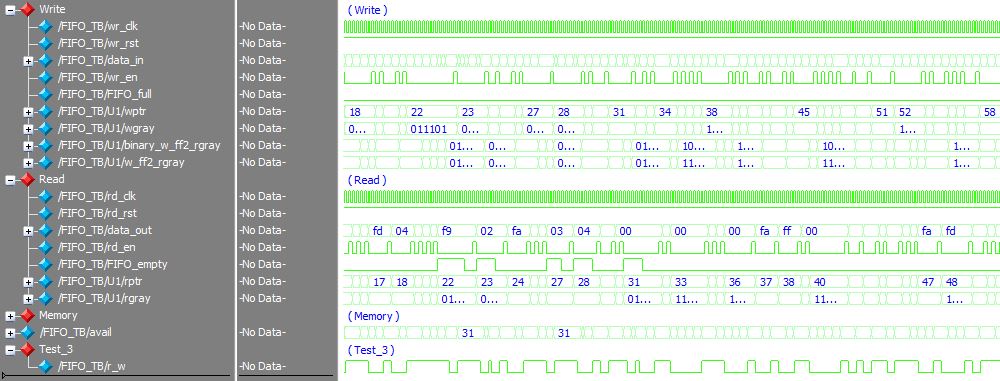 Write ( Write )
/FIFO_TB/wr_clk -No Data-
/FIFO_TB/wr_rst -No Data-
/FIFO_TB/data_in -No Data-
/FIFO_TB/wr_en -No Data-
/FIFO_TB/FIFO_full -No Data-
/FIFO_TB/U1/wptr -No Data- 18 22 23 27 28 31 34 38 45 51 52 58
/FIFO_TB/U1/wgray -No Data- 0... 011101 0... 0... 0... 1... 1...
/FIFO_TB/U1/binary_w_ff2_rgray -No Data- 01... 0... 0... 01... 10... 1... 10... 1...
/FIFO_TB/U1/w_ff2_rgray -No Data- 01... 0... 0... 01... 11... 1... 11... 1...
Read ( Read )
/FIFO_TB/rd_clk -No Data-
/FIFO_TB/rd_rst -No Data-
/FIFO_TB/data_out -No Data- fd 04 f9 02 fa 03 04 00 00 00 fa ff 00 fa fd
/FIFO_TB/rd_en -No Data-
/FIFO_TB/FIFO_empty -No Data-
/FIFO_TB/U1/rptr -No Data- 17 18 22 23 24 27 28 31 33 36 37 38 40 47 48
/FIFO_TB/U1/rgray -No Data- 01... 0... 01... 11... 1... 11... 1...
Memory ( Memory )
/FIFO_TB/avail -No Data- 31 31
Test_3 ( Test_3 )
/FIFO_TB/r_w -No Data-